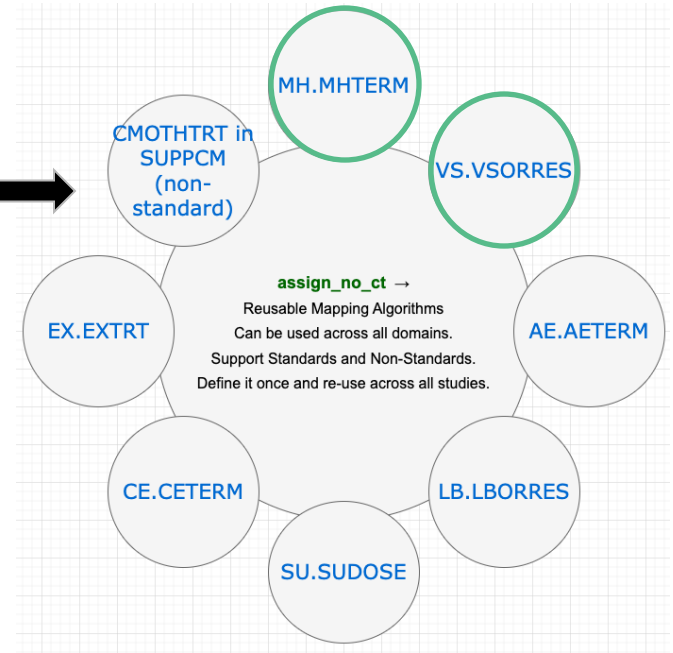 MH.MHTERM
CMOTHTRT in
SUPPCM
(non-
standard)
VS.VSORRES
assign_no_ct →
Reusable Mapping Algorithms
Can be used across all domains.
Support Standards and Non-Standards.
Define it once and re-use across all studies.
EX.EXTRT
AE.AETERM
CE.CETERM
LB.LBORRES
SU.SUDOSE